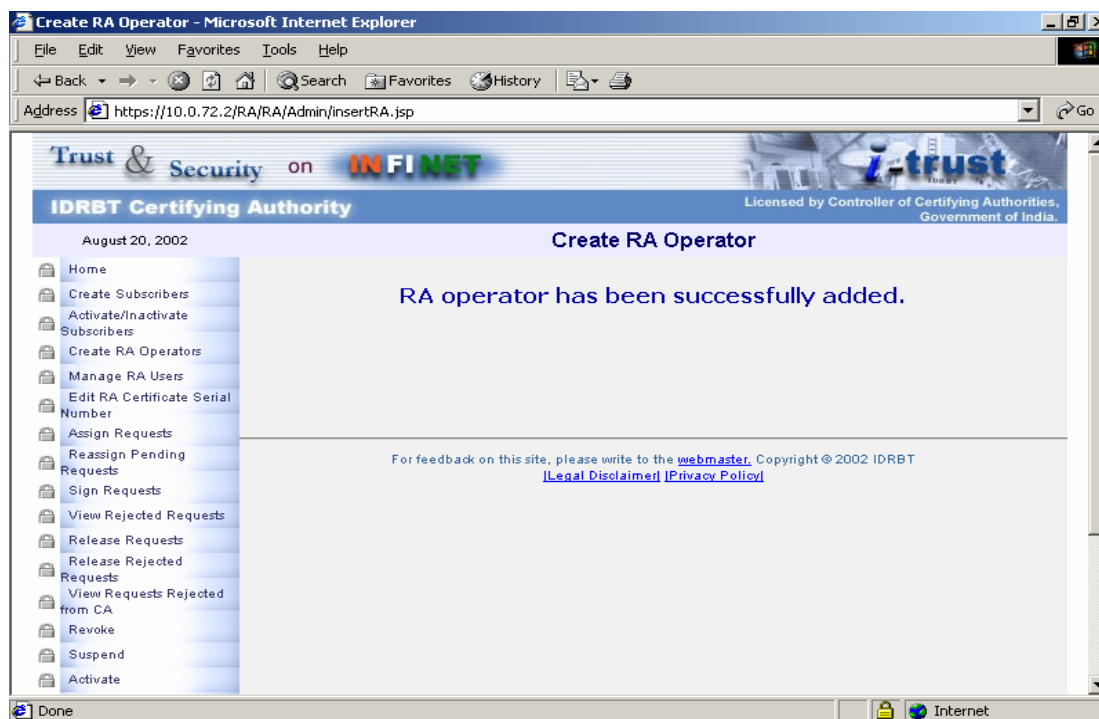 Create RA Operator - Microsoft Internet Explorer
File Edit View Favorites Tools Help
Back Search Favorites History
Address https://10.0.72.2/RA/RA/Admin/insertRA.jsp Go
Trust & Security on INFINET
i-trust
IDRBT
IDRBT Certifying Authority
Licensed by Controller of Certifying Authorities,
Government of India.
August 20, 2002
Create RA Operator
Home
Create Subscribers
Activate/Inactivate
Subscribers
Create RA Operators
Manage RA Users
Edit RA Certificate Serial
Number
Assign Requests
Reassign Pending
Requests
Sign Requests
View Rejected Requests
Release Requests
Release Rejected
Requests
View Requests Rejected
from CA
Revoke
Suspend
Activate
RA operator has been successfully added.
For feedback on this site, please write to the webmaster. Copyright © 2002 IDRBT
|Legal Disclaimer| |Privacy Policy|
Done
Internet